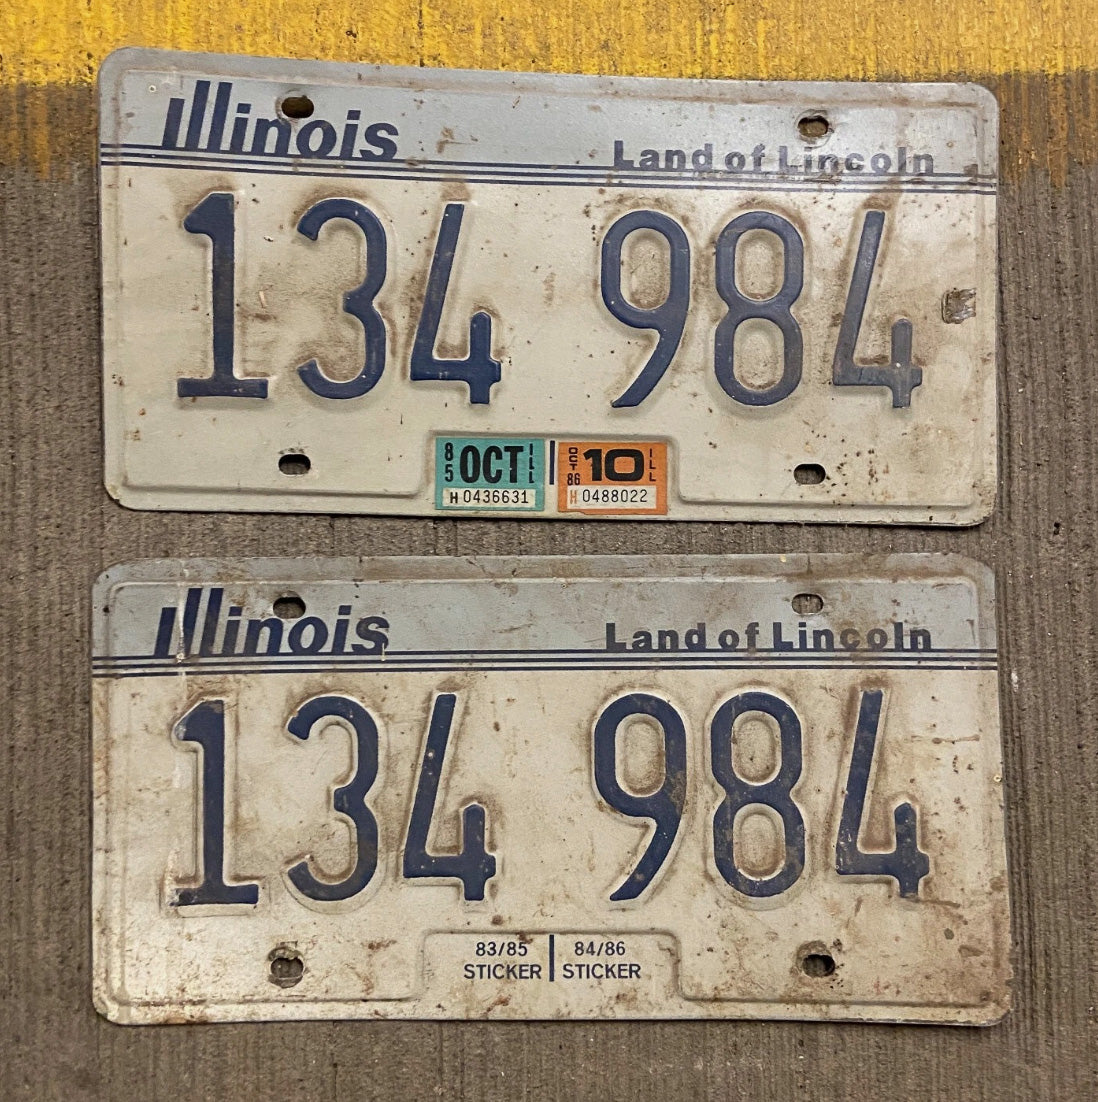 Illinois Land of Lincoln
134 984
85 OCT ILL OCT 86 10 ILL
H 0436631 H 0488022
Illinois Land of Lincoln
134 984
83/85 84/86
STICKER STICKER